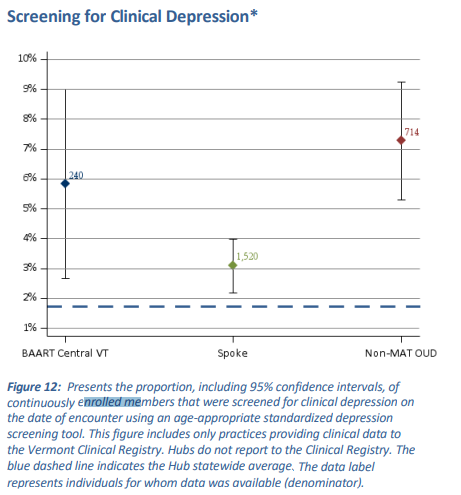 Screening for Clinical Depression*
10%
9%
8%
7%
6%
5%
4%
3%
2%
1%
240
1,520
714
BAART Central VT
Spoke
Non-MAT OUD
Figure 12: Presents the proportion, including 95% confidence intervals, of
continuously enrolled members that were screened for clinical depression on
the date of encounter using an age-appropriate standardized depression
screening tool. This figure includes only practices providing clinical data to
the Vermont Clinical Registry. Hubs do not report to the Clinical Registry. The
blue dashed line indicates the Hub statewide average. The data label
represents individuals for whom data was available (denominator).